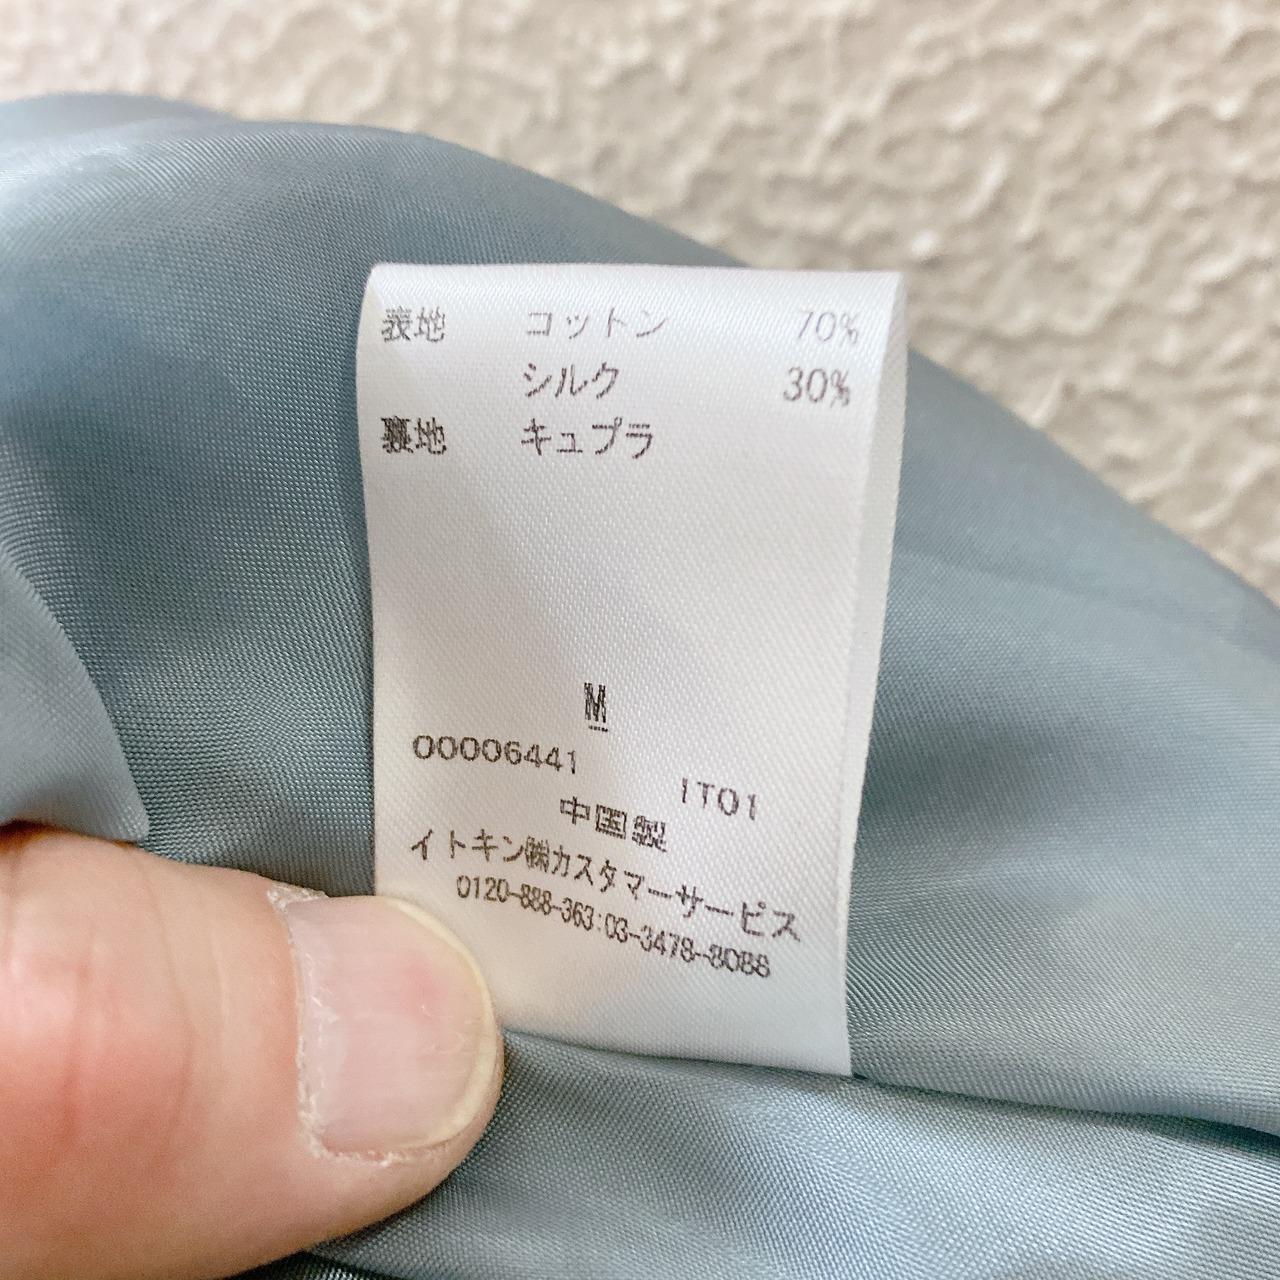 表地 コットン 70%
シルク 30%
裏地 キュプラ
M
00006441
IT01
中国製
イトキン㈱カスタマーサービス
0120-888-363:03-3478-8088